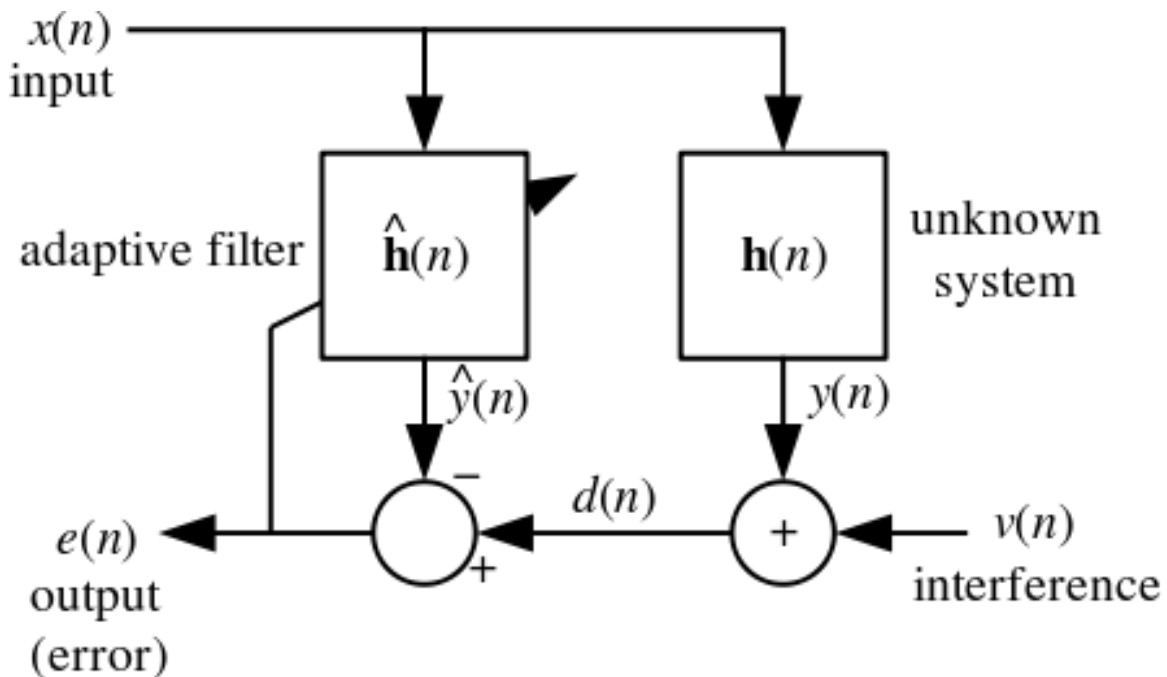 x(n)
input
adaptive filter
ĥ(n)
h(n)
unknown
system
ŷ(n)
y(n)
−
+
d(n)
+
v(n)
interference
e(n)
output
(error)